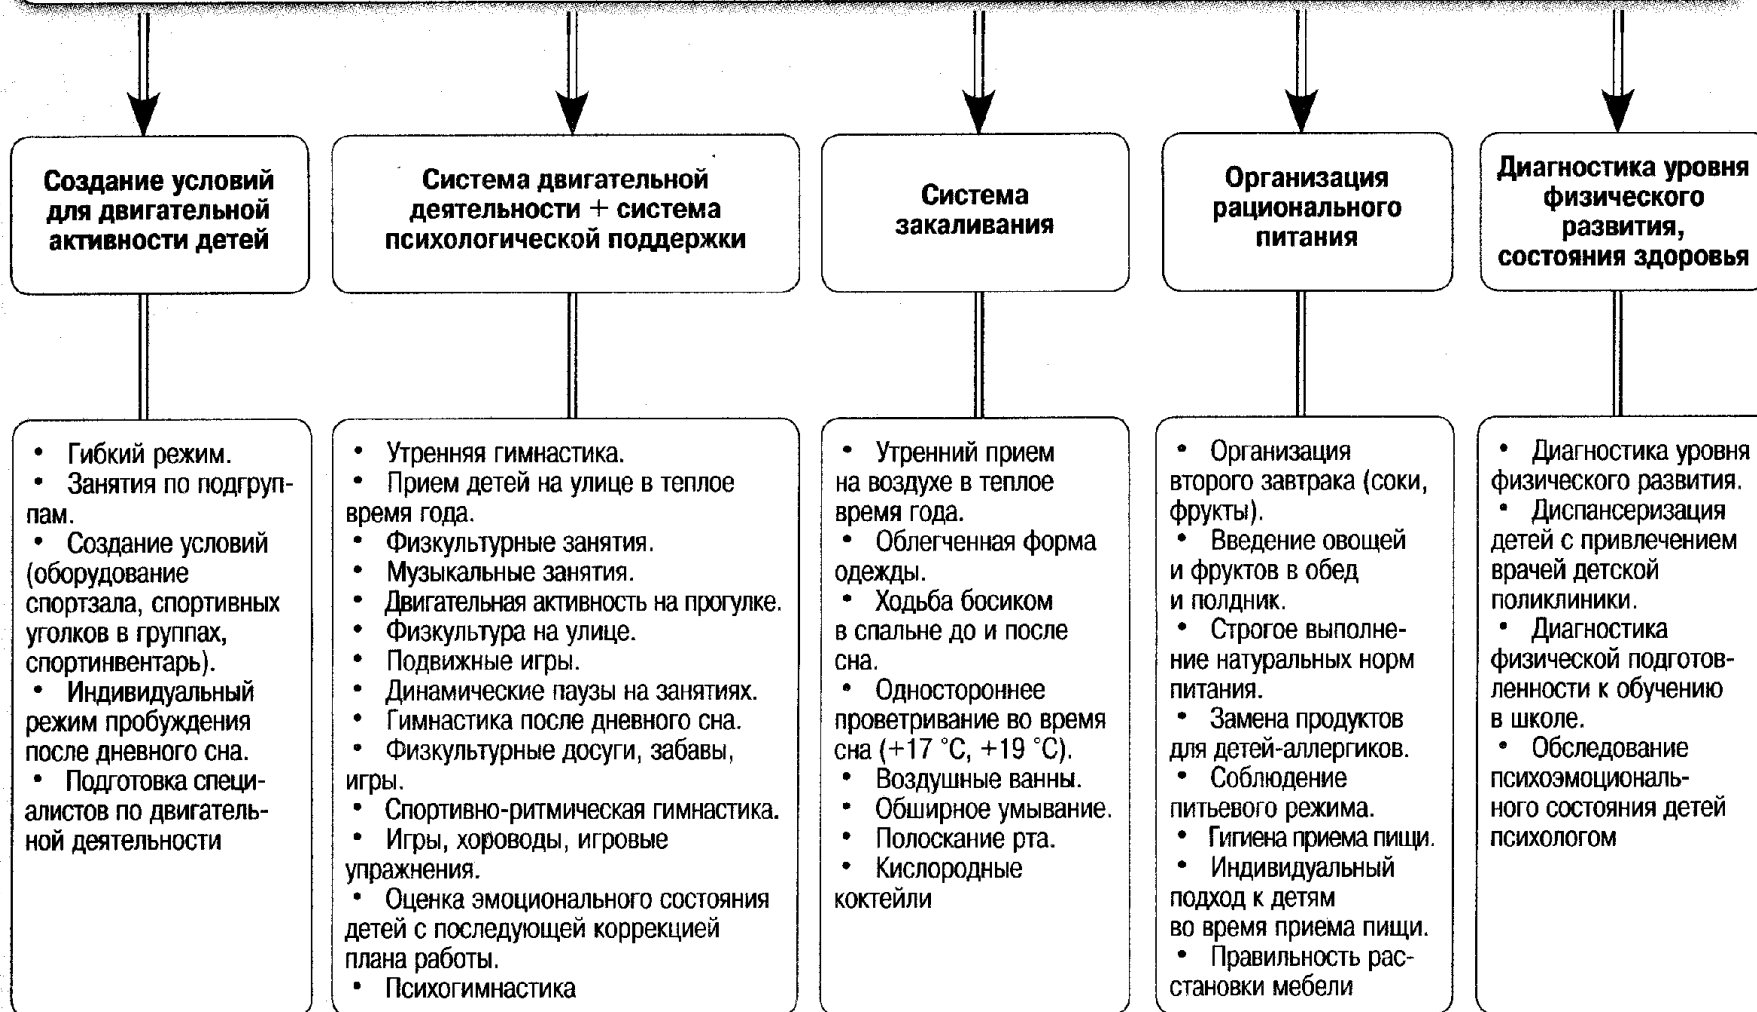 Создание условий
для двигательной
активности детей
Система двигательной
деятельности + система
психологической поддержки
Система
закаливания
Организация
рационального
питания
Диагностика уровня
физического
развития,
состояния здоровья
• Гибкий режим.
• Занятия по подгруп-
пам.
• Создание условий
(оборудование
спортзала, спортивных
уголков в группах,
спортинвентарь).
• Индивидуальный
режим пробуждения
после дневного сна.
• Подготовка специ-
алистов по двигатель-
ной деятельности
• Утренняя гимнастика.
• Прием детей на улице в теплое
время года.
• Физкультурные занятия.
• Музыкальные занятия.
• Двигательная активность на прогулке.
• Физкультура на улице.
• Подвижные игры.
• Динамические паузы на занятиях.
• Гимнастика после дневного сна.
• Физкультурные досуги, забавы,
игры.
• Спортивно-ритмическая гимнастика.
• Игры, хороводы, игровые
упражнения.
• Оценка эмоционального состояния
детей с последующей коррекцией
плана работы.
• Психогимнастика
• Утренний прием
на воздухе в теплое
время года.
• Облегченная форма
одежды.
• Ходьба босиком
в спальне до и после
сна.
• Одностороннее
проветривание во время
сна (+17 °С, +19 °С).
• Воздушные ванны.
• Обширное умывание.
• Полоскание рта.
• Кислородные
коктейли
• Организация
второго завтрака (соки,
фрукты).
• Введение овощей
и фруктов в обед
и полдник.
• Строгое выполне-
ние натуральных норм
питания.
• Замена продуктов
для детей-аллергиков.
• Соблюдение
питьевого режима.
• Гигиена приема пищи.
• Индивидуальный
подход к детям
во время приема пищи.
• Правильность рас-
становки мебели
• Диагностика уровня
физического развития.
• Диспансеризация
детей с привлечением
врачей детской
поликлиники.
• Диагностика
физической подготов-
ленности к обучению
в школе.
• Обследование
психоэмоциональ-
ного состояния детей
психологом